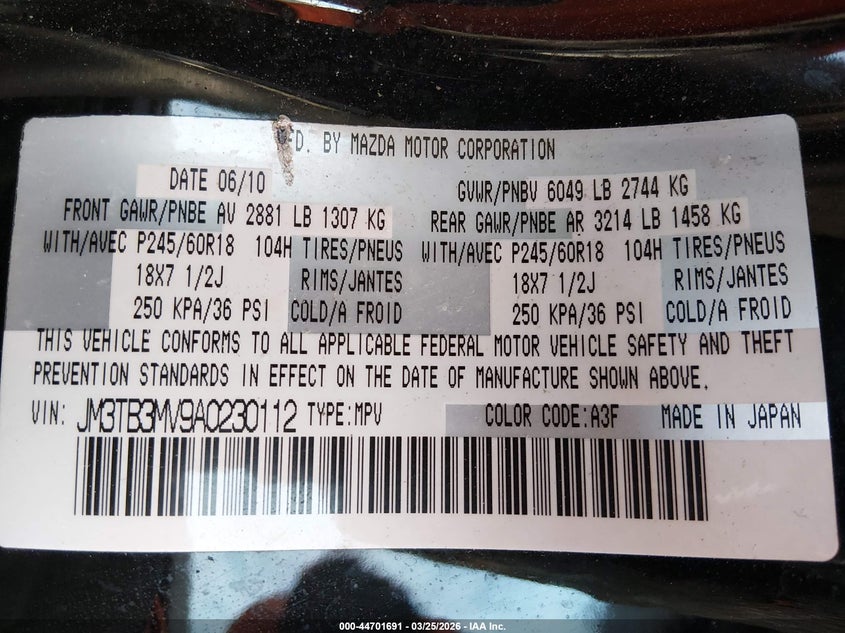 MFD. BY MAZDA MOTOR CORPORATION
DATE 06/10 GVWR/PNBV 6049 LB 2744 KG
FRONT GAWR/PNBE AV 2881 LB 1307 KG REAR GAWR/PNBE AR 3214 LB 1458 KG
WITH/AVEC P245/60R18 104H TIRES/PNEUS WITH/AVEC P245/60R18 104H TIRES/PNEUS
18X7 1/2J RIMS/JANTES 18X7 1/2J RIMS/JANTES
250 KPA/36 PSI COLD/A FROID 250 KPA/36 PSI COLD/A FROID
THIS VEHICLE CONFORMS TO ALL APPLICABLE FEDERAL MOTOR VEHICLE SAFETY AND THEFT
PREVENTION STANDARDS IN EFFECT ON THE DATE OF MANUFACTURE SHOWN ABOVE.
VIN: JM3TB3MV9A0230112 TYPE:MPV COLOR CODE:A3F MADE IN JAPAN
000-44701691 - 03/25/2026 - IAA Inc.